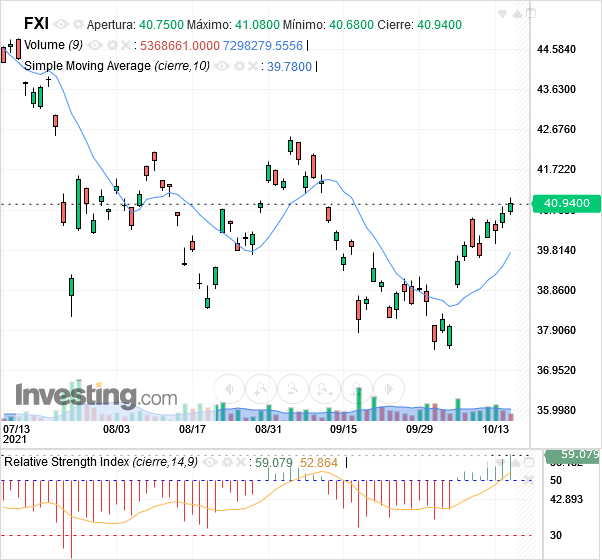 FXI Apertura: 40.7500 Máximo: 41.0800 Mínimo: 40.6800 Cierre: 40.9400
Volume (9) 5368661.0000 7298279.5556
Simple Moving Average (cierre,10) 39.7800
44.5840
43.6300
42.6760
41.7220
40.9400
39.8140
38.8600
37.9060
36.9520
35.9980
Investing.com
07/13 08/03 08/17 08/31 09/15 09/29 10/13
2021
Relative Strength Index (cierre,14,9) 59.079 52.864
59.079
50
42.893
30